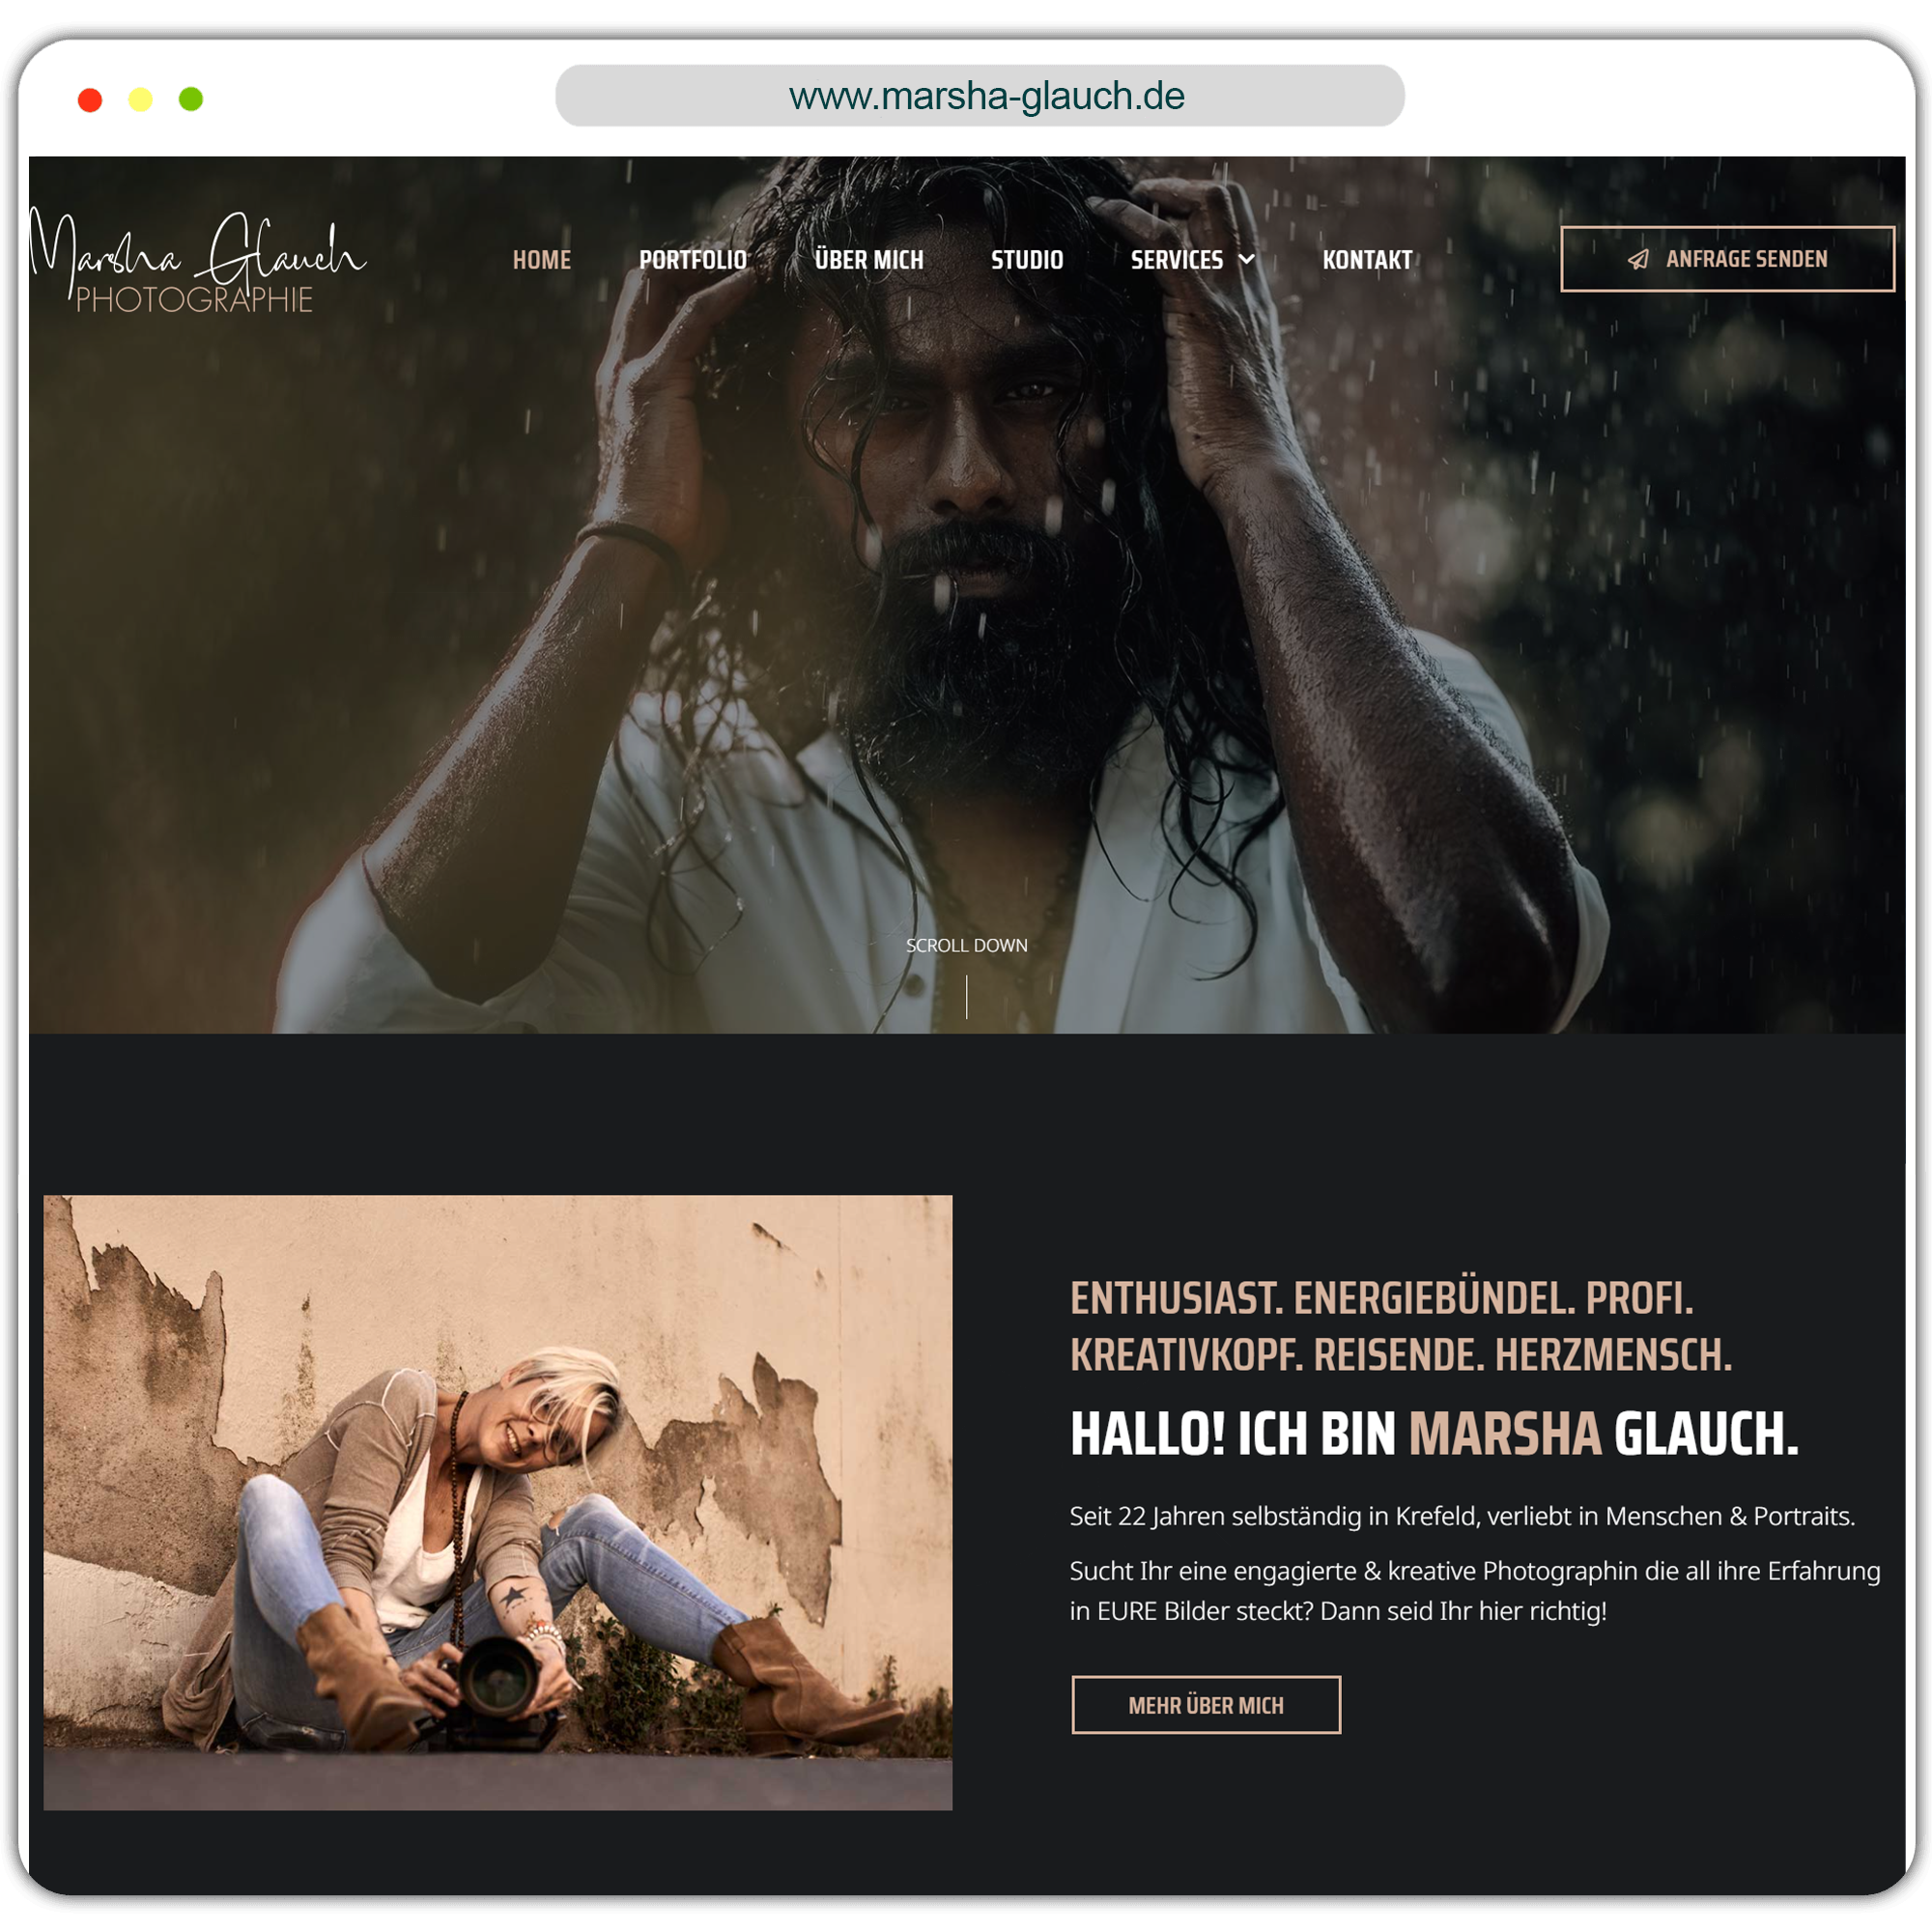 www.marsha-glauch.de
Marsha Glauch
PHOTOGRAPHIE
HOME PORTFOLIO ÜBER MICH STUDIO SERVICES KONTAKT
ANFRAGE SENDEN
SCROLL DOWN
ENTHUSIAST. ENERGIEBÜNDEL. PROFI.
KREATIVKOPF. REISENDE. HERZMENSCH.
HALLO! ICH BIN MARSHA GLAUCH.
Seit 22 Jahren selbständig in Krefeld, verliebt in Menschen & Portraits.
Sucht Ihr eine engagierte & kreative Photographin die all ihre Erfahrung
in EURE Bilder steckt? Dann seid Ihr hier richtig!
MEHR ÜBER MICH